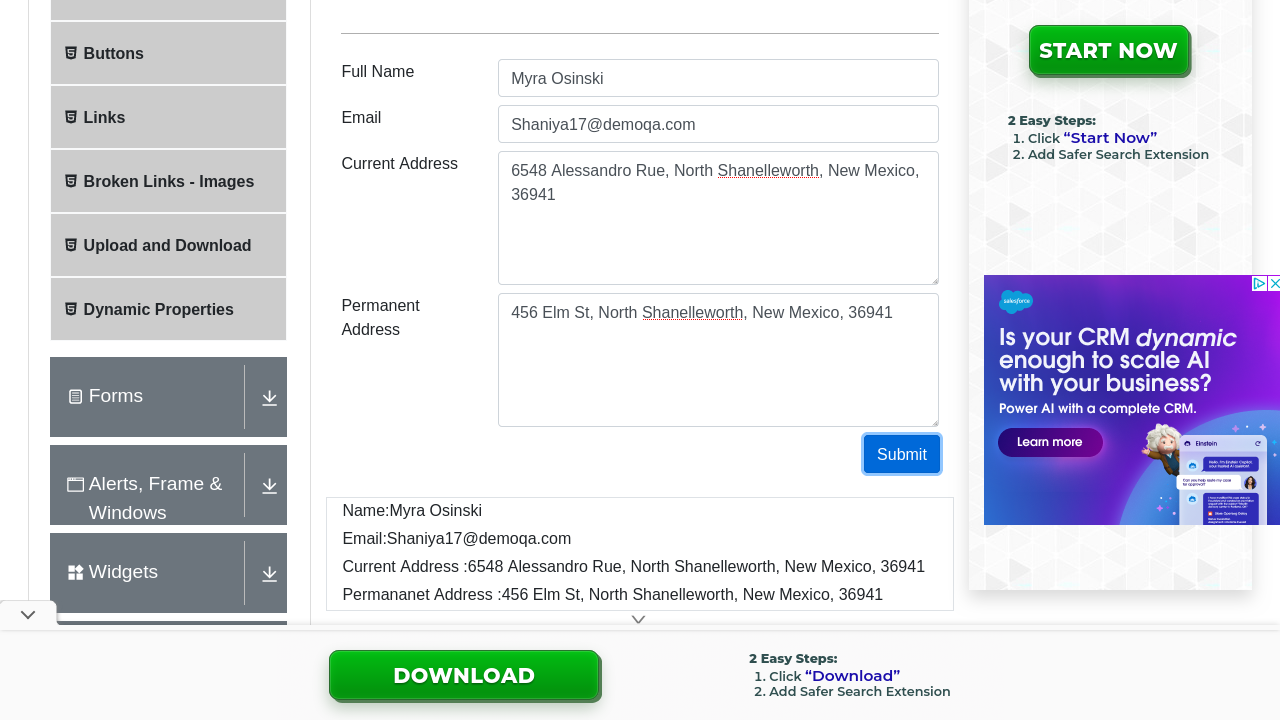 Buttons
Links
Broken Links - Images
Upload and Download
Dynamic Properties
Forms
Alerts, Frame &
Windows
Widgets
Full Name
Myra Osinski
Email
Shaniya17@demoqa.com
Current Address
6548 Alessandro Rue, North Shanelleworth, New Mexico,
36941
Permanent
Address
456 Elm St, North Shanelleworth, New Mexico, 36941
Submit
Name:Myra Osinski
Email:Shaniya17@demoqa.com
Current Address :6548 Alessandro Rue, North Shanelleworth, New Mexico, 36941
Permananet Address :456 Elm St, North Shanelleworth, New Mexico, 36941
START NOW
2 Easy Steps:
1. Click “Start Now”
2. Add Safer Search Extension
salesforce
Is your CRM dynamic
enough to scale AI
with your business?
Power AI with a complete CRM.
Learn more
Einstein
DOWNLOAD
2 Easy Steps:
1. Click “Download”
2. Add Safer Search Extension